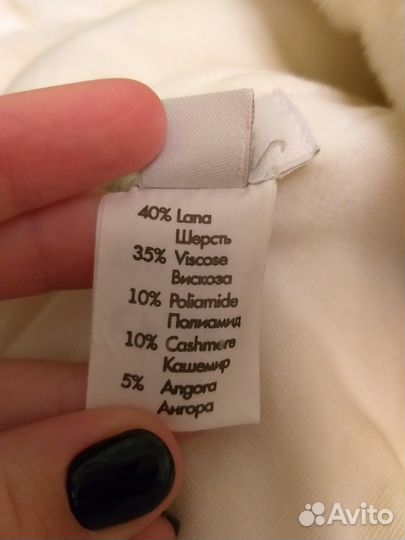 40% Lana
Шерсть
35% Viscose
Вискоза
10% Poliamide
Полиамид
10% Cashmere
Кашемир
5% Angora
Ангора
Avito